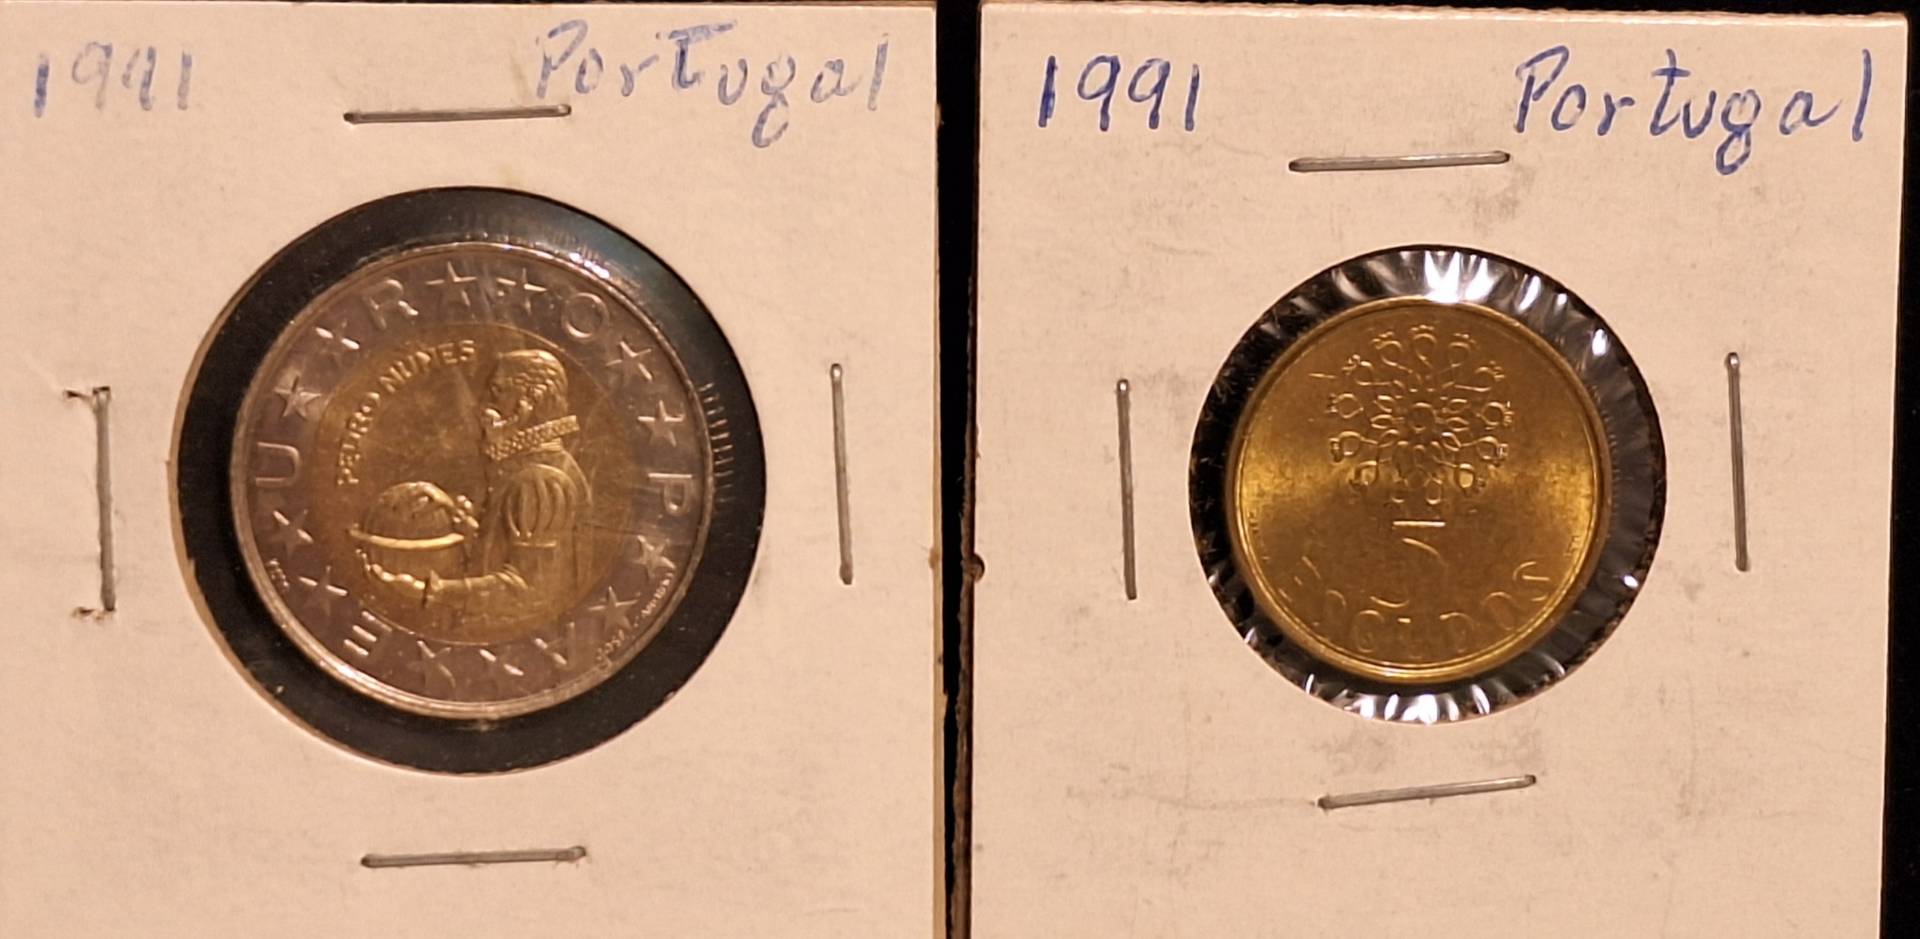 1991 Portugal
EUROPA
PEDRO NUNES
1991 Portugal
5
ESCUDOS